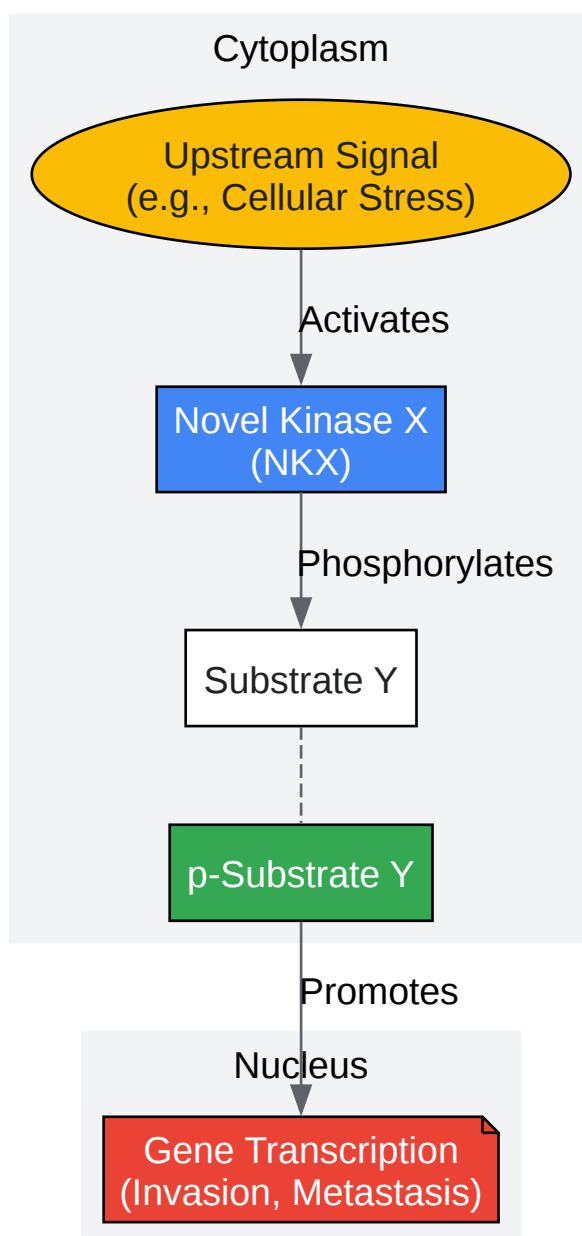 Cytoplasm
Upstream Signal
(e.g., Cellular Stress)
Activates
Novel Kinase X
(NKX)
Phosphorylates
Substrate Y
p-Substrate Y
Promotes
Nucleus
Gene Transcription
(Invasion, Metastasis)